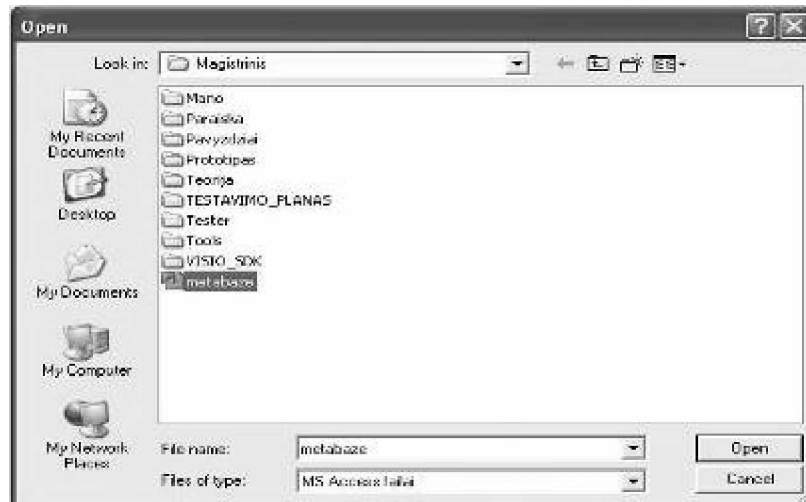 Open
Look in: Magistrinis
My Recent Documents
Desktop
My Documents
My Computer
My Network Places
Mano
Paraiska
Pavyzdziai
Prototipas
Teorija
TESTAVIMO_PLANAS
Tester
Tools
VISIO_SDK
metabaze
File name: metabaze Open
Files of type: MS Access failai Cancel